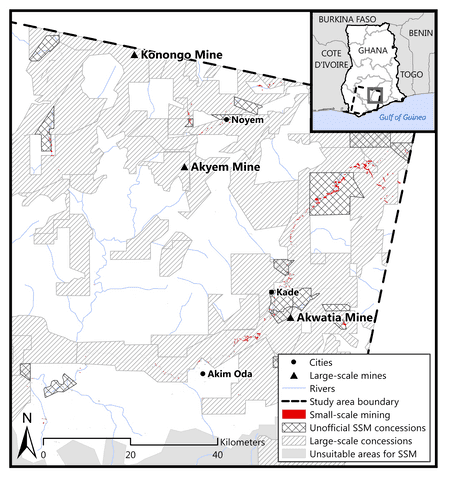 BURKINA FASO
BENIN
GHANA
COTE
D'IVOIRE
TOGO
Gulf of Guinea
Konongo Mine
Noyem
Akyem Mine
Kade
Akwatia Mine
Akim Oda
Cities
Large-scale mines
Rivers
Study area boundary
Small-scale mining
Unofficial SSM concessions
Large-scale concessions
Unsuitable areas for SSM
N
Kilometers
0 20 40